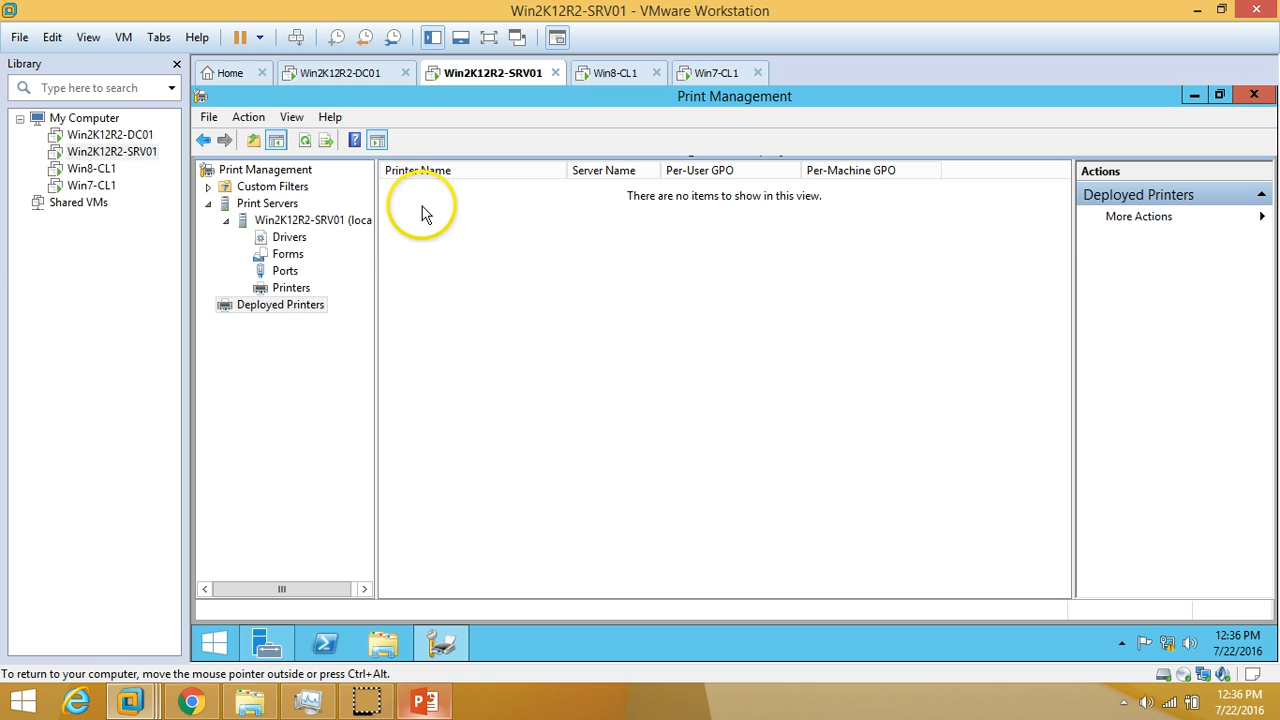 Win2K12R2-SRV01 - VMware Workstation
File Edit View VM Tabs Help
Library
Type here to search
My Computer
Win2K12R2-DC01
Win2K12R2-SRV01
Win8-CL1
Win7-CL1
Shared VMs
Home Win2K12R2-DC01 Win2K12R2-SRV01 Win8-CL1 Win7-CL1
Print Management
File Action View Help
Print Management
Custom Filters
Print Servers
Win2K12R2-SRV01 (loca
Drivers
Forms
Ports
Printers
Deployed Printers
Printer Name Server Name Per-User GPO Per-Machine GPO
There are no items to show in this view.
Actions
Deployed Printers
More Actions
12:36 PM
7/22/2016
To return to your computer, move the mouse pointer outside or press Ctrl+Alt.
12:36 PM
7/22/2016